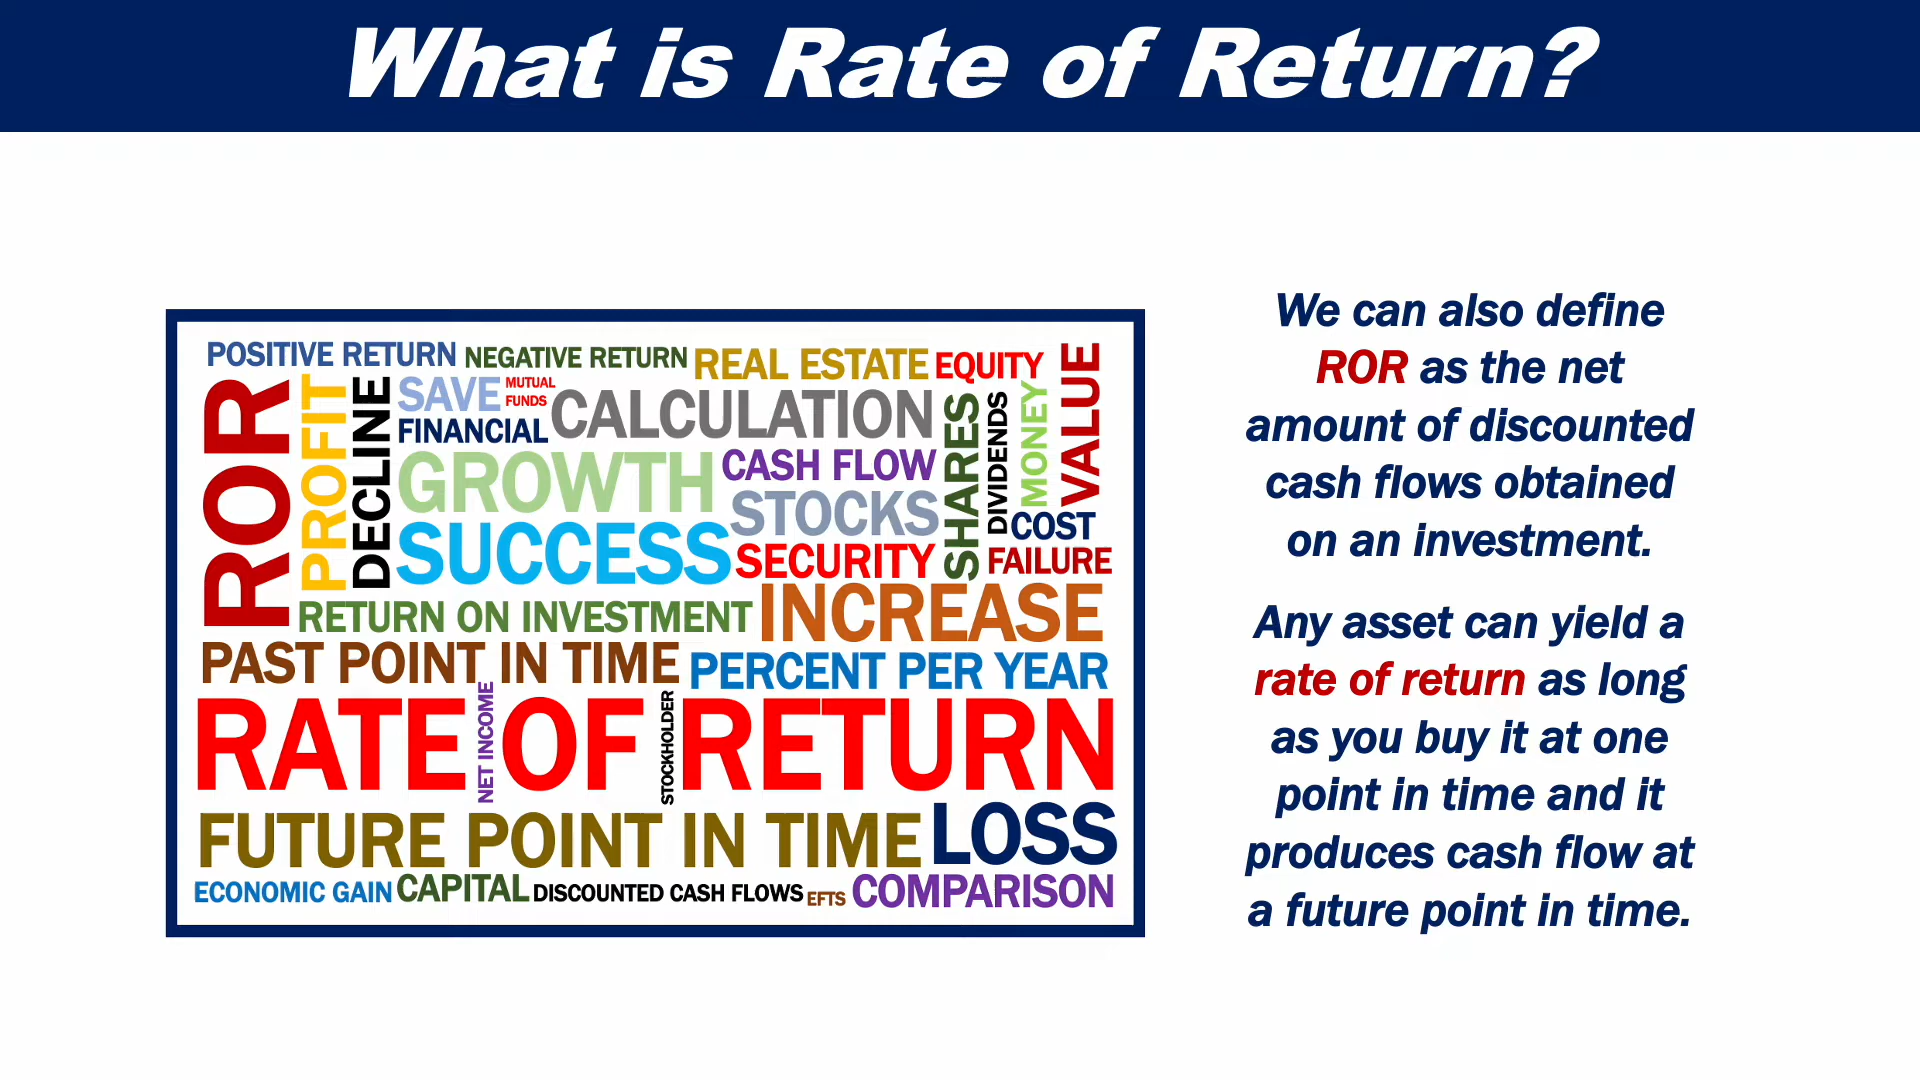 What is Rate of Return?
POSITIVE RETURN NEGATIVE RETURN REAL ESTATE EQUITY
ROR
PROFIT
DECLINE
SAVE
MUTUAL
FUNDS
FINANCIAL
CALCULATION
GROWTH
CASH FLOW
STOCKS
SUCCESS
SECURITY
SHARES
DIVIDENDS
MONEY
VALUE
COST
FAILURE
RETURN ON INVESTMENT
INCREASE
PAST POINT IN TIME
PERCENT PER YEAR
RATE OF RETURN
NET INCOME
STOCKHOLDER
FUTURE POINT IN TIME
LOSS
ECONOMIC GAIN CAPITAL DISCOUNTED CASH FLOWS EFTS COMPARISON
We can also define
ROR as the net
amount of discounted
cash flows obtained
on an investment.
Any asset can yield a
rate of return as long
as you buy it at one
point in time and it
produces cash flow at
a future point in time.